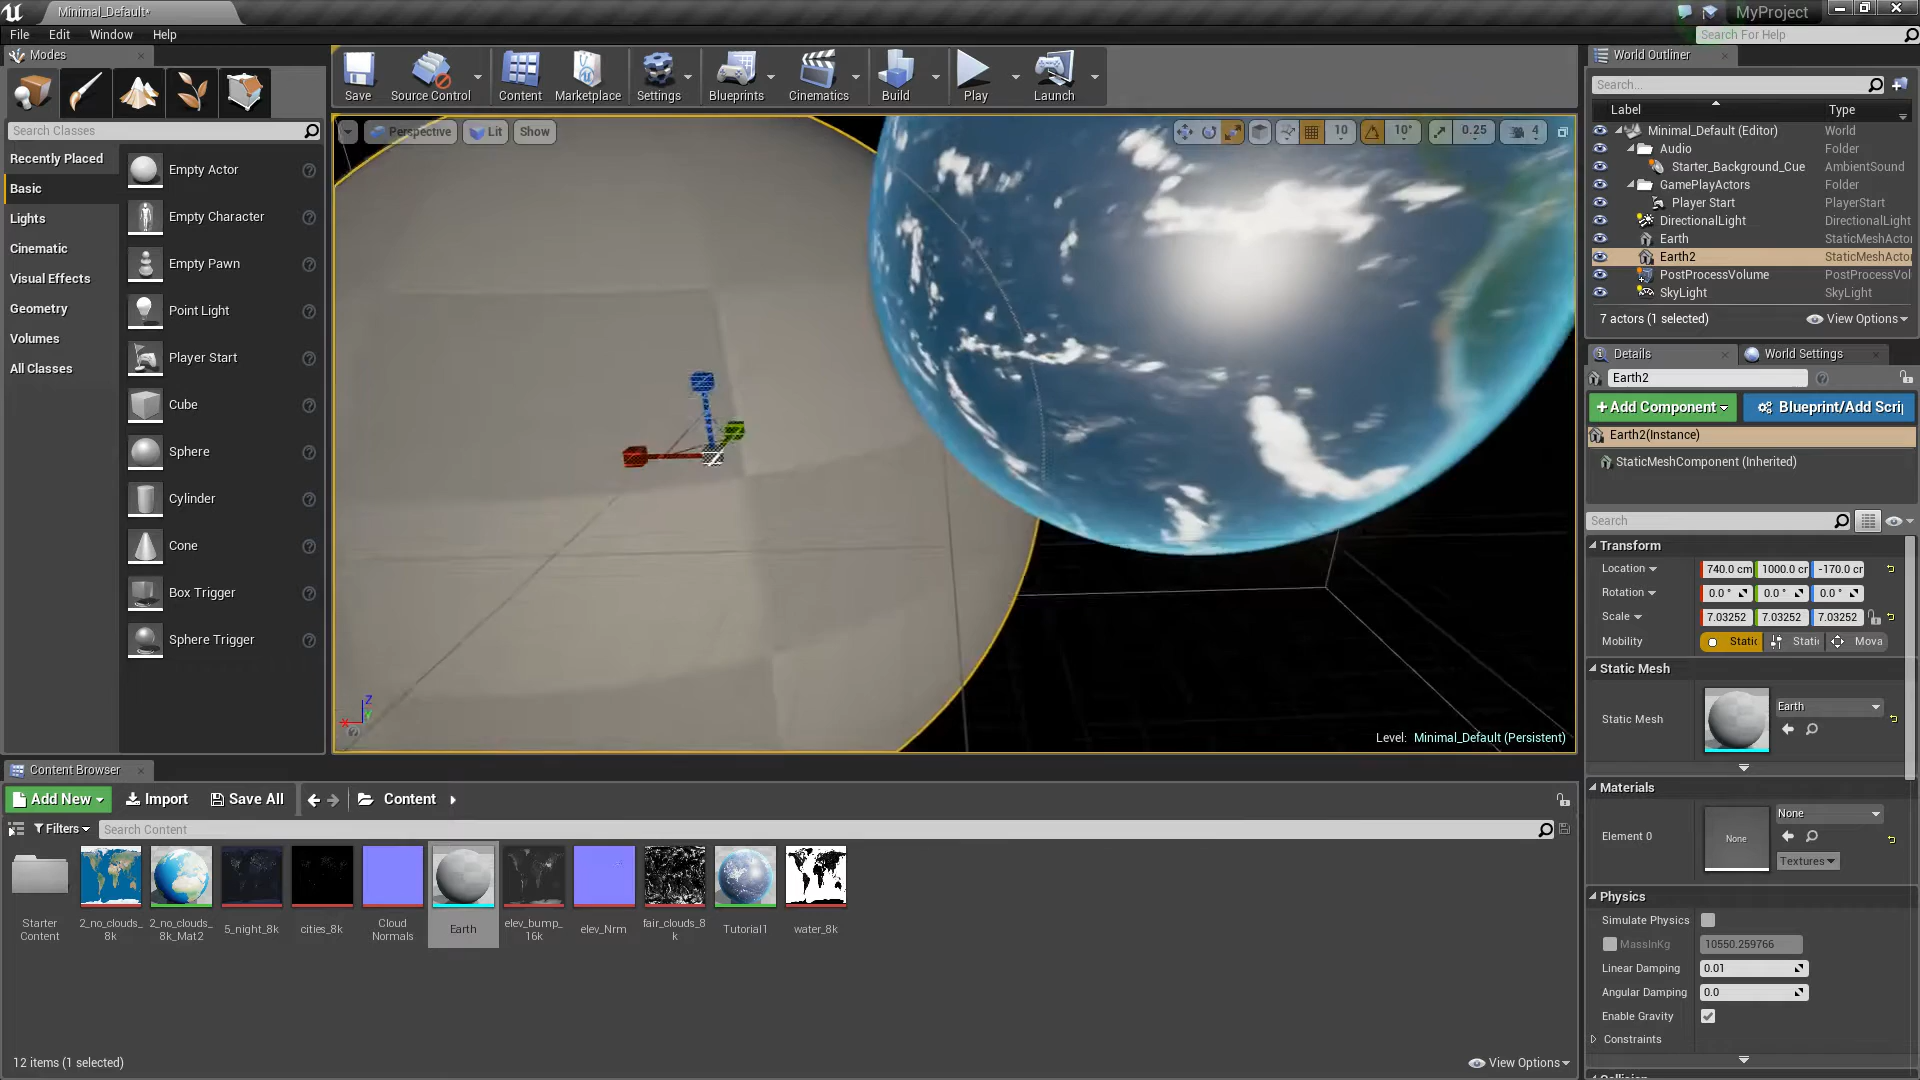 Minimal_Default*
MyProject
File Edit Window Help
Search For Help
Modes
Search Classes
Recently Placed
Basic
Lights
Cinematic
Visual Effects
Geometry
Volumes
All Classes
Empty Actor
Empty Character
Empty Pawn
Point Light
Player Start
Cube
Sphere
Cylinder
Cone
Box Trigger
Sphere Trigger
Save Source Control Content Marketplace Settings Blueprints Cinematics Build Play Launch
Perspective Lit Show
10 10° 0.25 4
Z
X
Level: Minimal_Default (Persistent)
World Outliner
Search...
Label Type
Minimal_Default (Editor) World
Audio Folder
Starter_Background_Cue AmbientSound
GamePlayActors Folder
Player Start PlayerStart
DirectionalLight DirectionalLight
Earth StaticMeshActo
Earth2 StaticMeshActo
PostProcessVolume PostProcessVol
SkyLight SkyLight
7 actors (1 selected) View Options
Details World Settings
Earth2
+ Add Component Blueprint/Add Scri
Earth2(Instance)
StaticMeshComponent (Inherited)
Search
Transform
Location 740.0 cm 1000.0 cr -170.0 cr
Rotation 0.0 ° 0.0 ° 0.0 °
Scale 7.03252 7.03252 7.03252
Mobility Static Stati Mova
Static Mesh
Static Mesh Earth
Materials
Element 0 None None
Textures
Physics
Simulate Physics
MassInKg 10550.259766
Linear Damping 0.01
Angular Damping 0.0
Enable Gravity
Constraints
Collision
Content Browser
Add New Import Save All Content
Filters Search Content
Starter Content
2_no_clouds_8k
2_no_clouds_8k_Mat2
5_night_8k
cities_8k
Cloud Normals
Earth
elev_bump_16k
elev_Nrm
fair_clouds_8k
Tutorial1
water_8k
12 items (1 selected) View Options